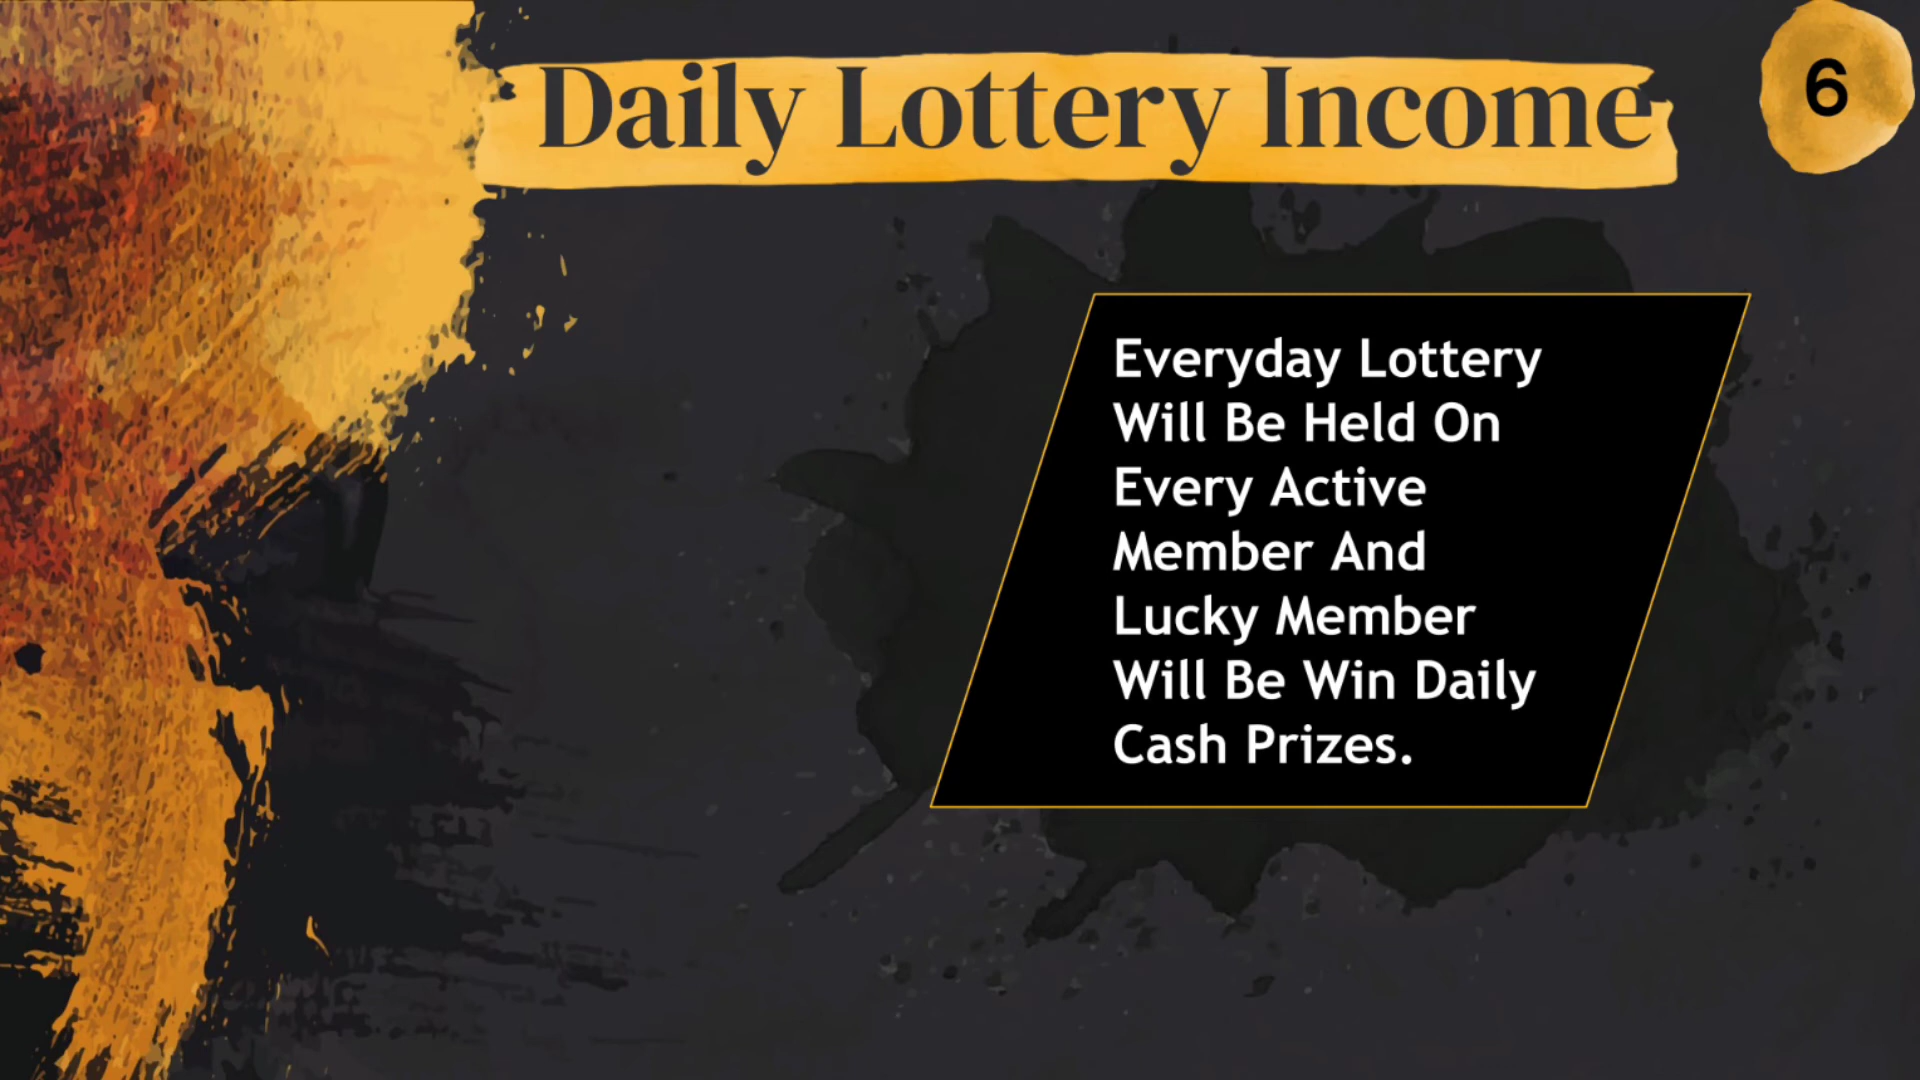 Daily Lottery Income
6
Everyday Lottery
Will Be Held On
Every Active
Member And
Lucky Member
Will Be Win Daily
Cash Prizes.